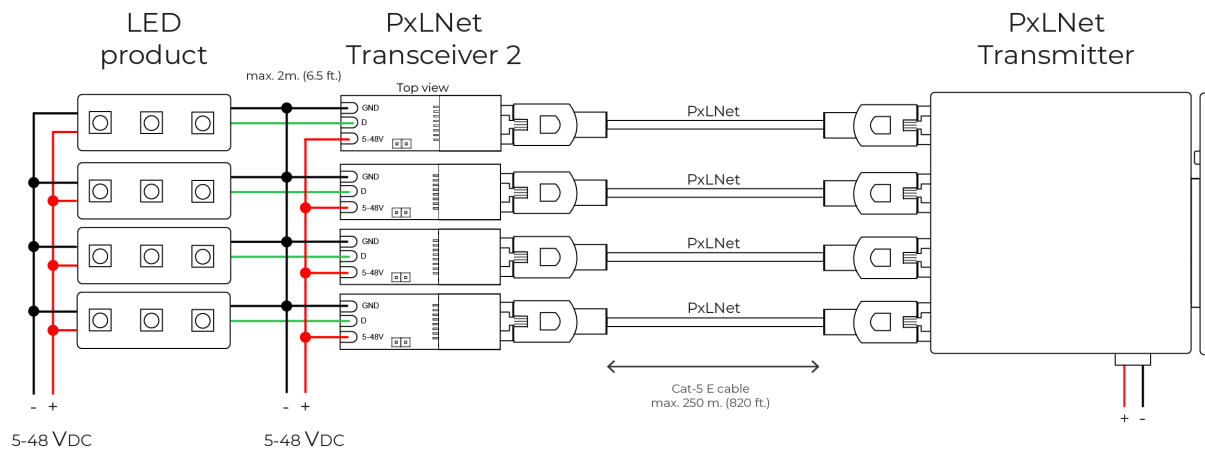 LED
product
PxLNet
Transceiver 2
PxLNet
Transmitter
max. 2m. (6.5 ft.)
Top view
GND
D
5-48V
PxLNet
GND
D
5-48V
PxLNet
GND
D
5-48V
PxLNet
GND
D
5-48V
PxLNet
Cat-5 E cable
max. 250 m. (820 ft.)
- +
5-48 VDC
- +
5-48 VDC
+ -